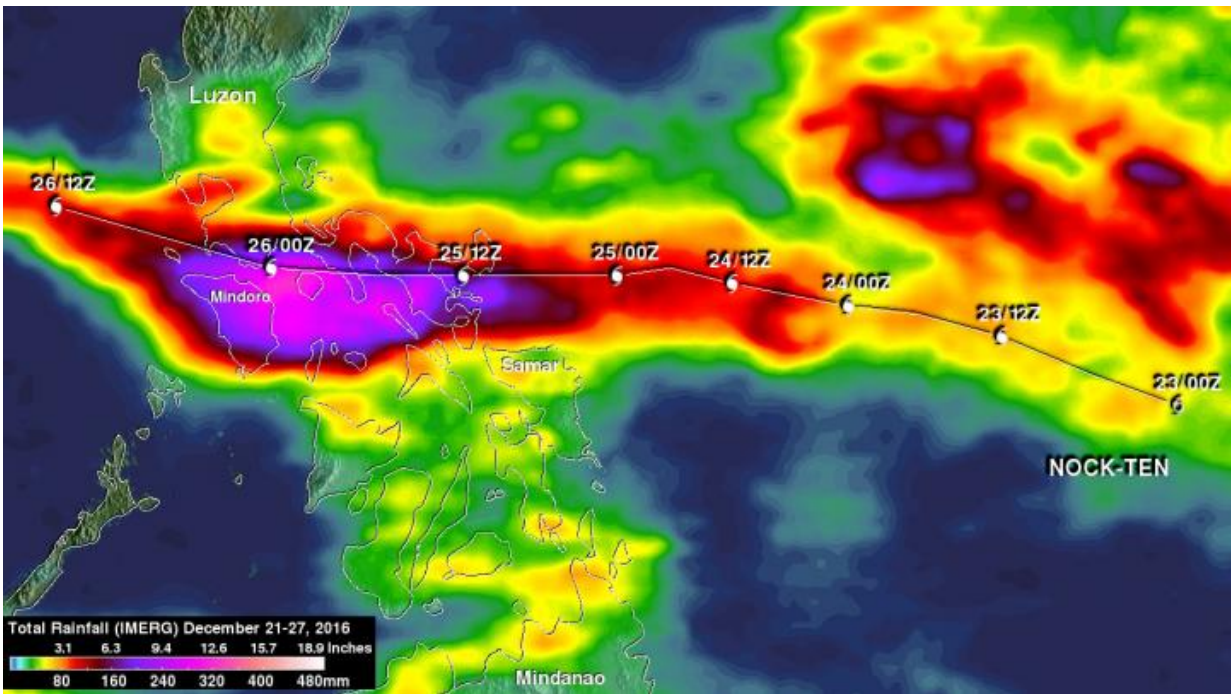 Luzon
26/12Z
26/00Z
25/12Z
25/00Z
24/12Z
24/00Z
23/12Z
23/00Z
Mindoro
Samar
NOCK-TEN
Total Rainfall (IMERG) December 21-27, 2016
3.1 6.3 9.4 12.6 15.7 18.9 Inches
80 160 240 320 400 480mm
Mindanao